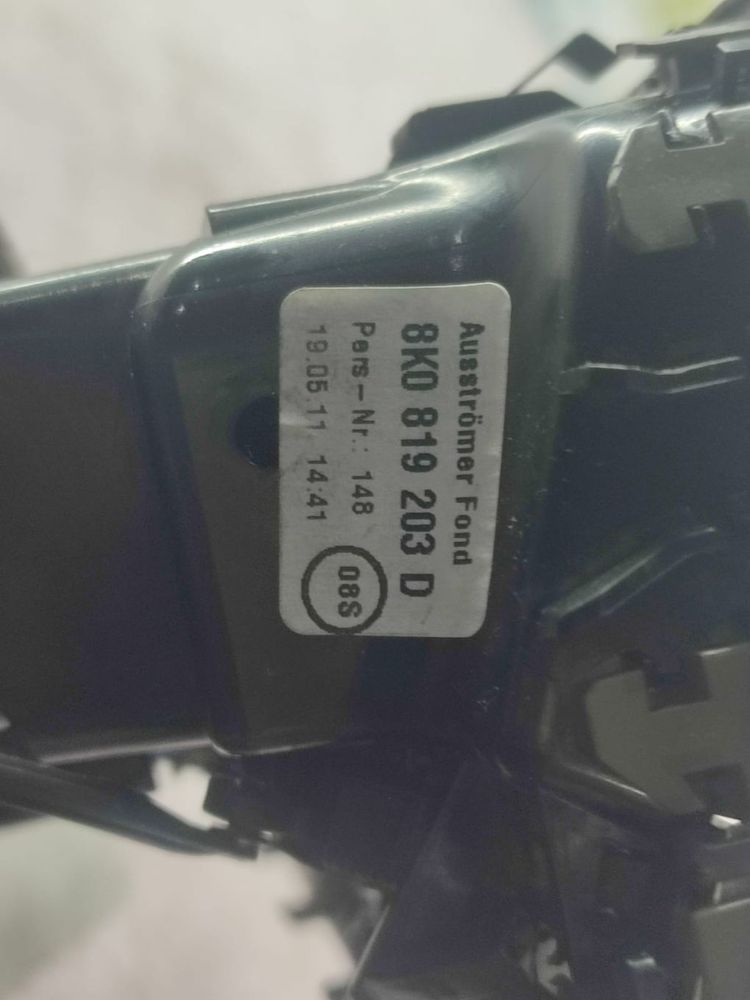 Ausströmer Fond
8K0 819 203 D
Pers-Nr.: 148
19.05.11 14:41
08S